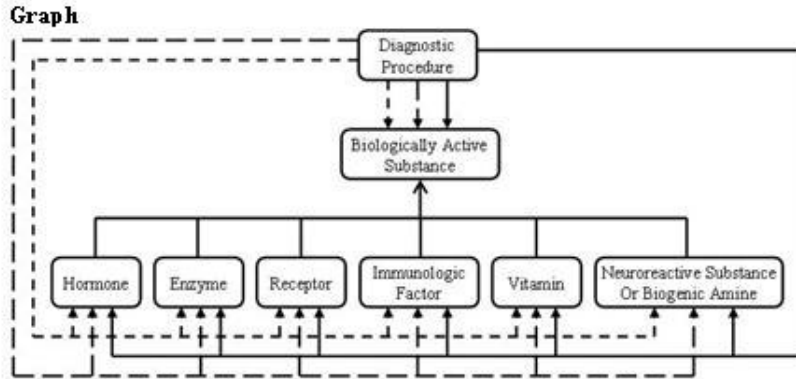 Graph
Diagnostic
Procedure
Biologically Active
Substance
Hormone
Enzyme
Receptor
Immunologic
Factor
Vitamin
Neuroreactive Substance
Or Biogenic Amine